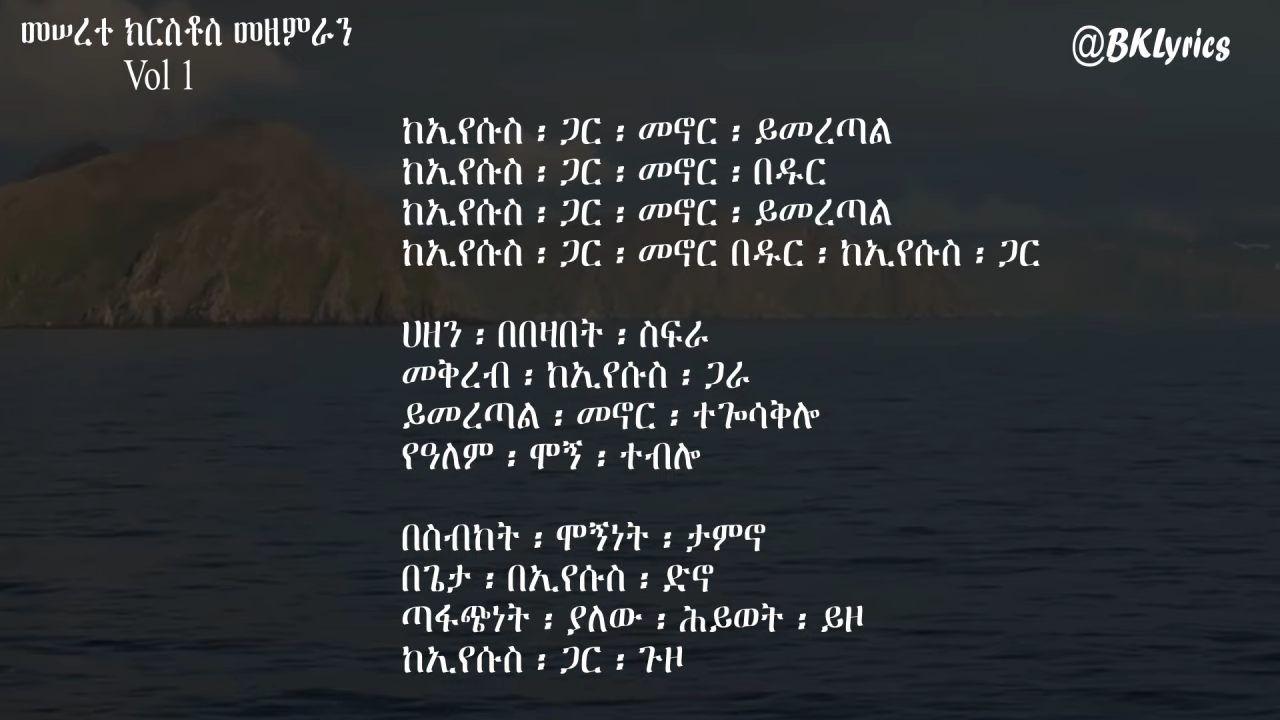 መሠረተ ክርስቶስ መዘምራን
Vol 1
@BKLyrics
ከኢየሱስ ፡ ጋር ፡ መኖር ፡ ይመረጣል
ከኢየሱስ ፡ ጋር ፡ መኖር ፡ በዱር
ከኢየሱስ ፡ ጋር ፡ መኖር ፡ ይመረጣል
ከኢየሱስ ፡ ጋር ፡ መኖር በዱር ፡ ከኢየሱስ ፡ ጋር
ሀዘን ፡ በበዛበት ፡ ስፍራ
መቅረብ ፡ ከኢየሱስ ፡ ጋራ
ይመረጣል ፡ መኖር ፡ ተጐሳቅሎ
የዓለም ፡ ሞኝ ፡ ተብሎ
በስብከት ፡ ሞኝነት ፡ ታምኖ
በጌታ ፡ በኢየሱስ ፡ ድኖ
ጣፋጭነት ፡ ያለው ፡ ሕይወት ፡ ይዞ
ከኢየሱስ ፡ ጋር ፡ ጉዞ